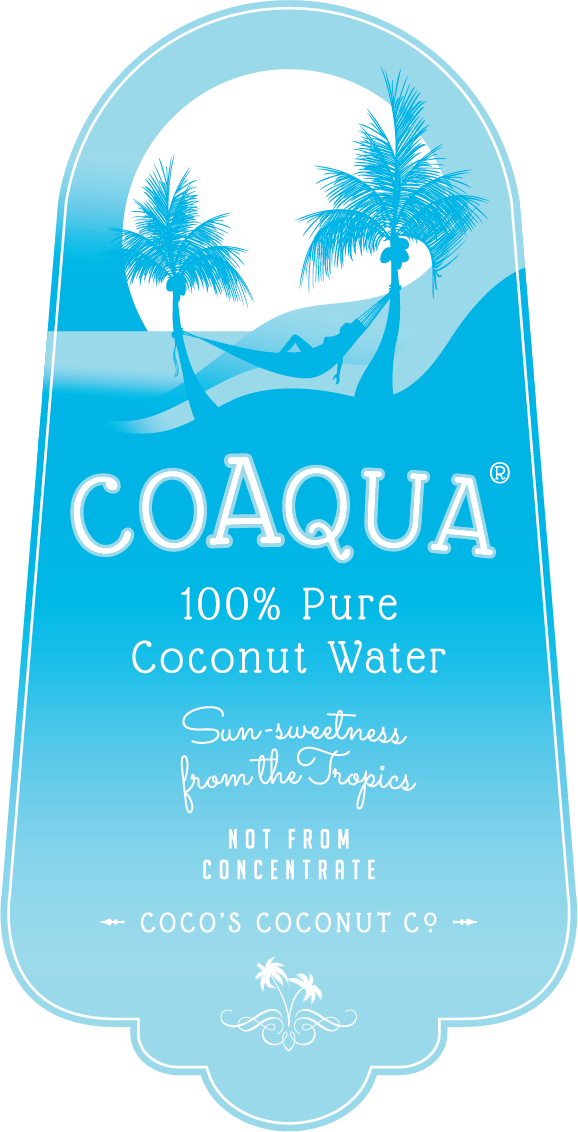 COAQUA®
100% Pure
Coconut Water
Sun-sweetness
from the Tropics
NOT FROM
CONCENTRATE
COCO'S COCONUT Cº